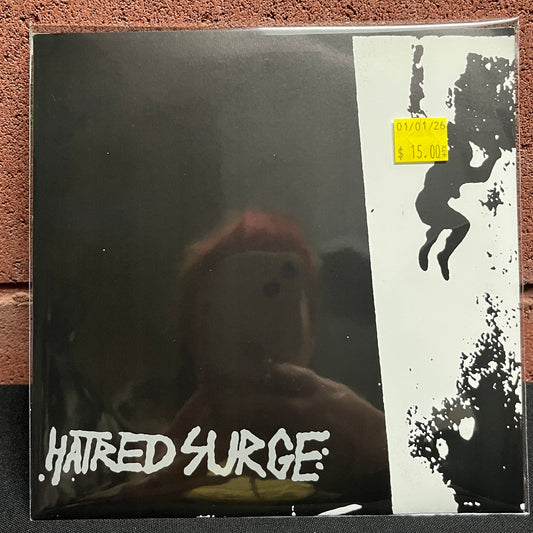 01/01/26
$ 15.00
HATRED SURGE